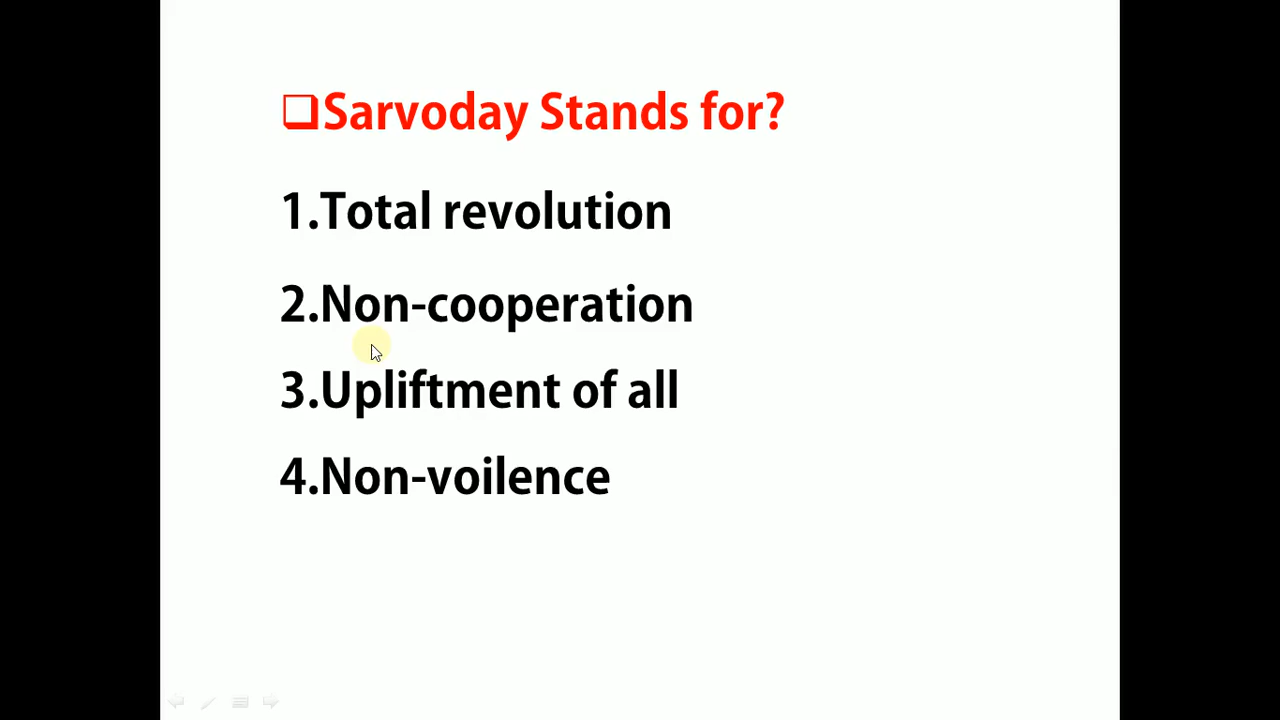 ❑Sarvoday Stands for?
1.Total revolution
2.Non-cooperation
3.Upliftment of all
4.Non-voilence